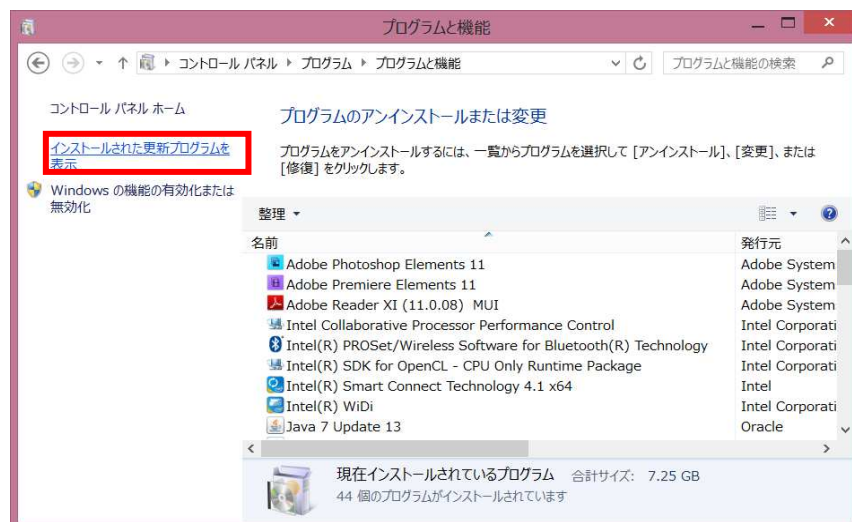 プログラムと機能
コントロール パネル プログラム プログラムと機能
プログラムと機能の検索
コントロール パネル ホーム
インストールされた更新プログラムを
表示
Windows の機能の有効化または
無効化
プログラムのアンインストールまたは変更
プログラムをアンインストールするには、一覧からプログラムを選択して [アンインストール]、[変更]、または
[修復] をクリックします。
整理
名前 発行元
Adobe Photoshop Elements 11 Adobe System
Adobe Premiere Elements 11 Adobe System
Adobe Reader XI (11.0.08) MUI Adobe System
Intel Collaborative Processor Performance Control Intel Corporati
Intel(R) PROSet/Wireless Software for Bluetooth(R) Technology Intel Corporati
Intel(R) SDK for OpenCL - CPU Only Runtime Package Intel Corporati
Intel(R) Smart Connect Technology 4.1 x64 Intel
Intel(R) WiDi Intel Corporati
Java 7 Update 13 Oracle
現在インストールされているプログラム 合計サイズ: 7.25 GB
44 個のプログラムがインストールされています